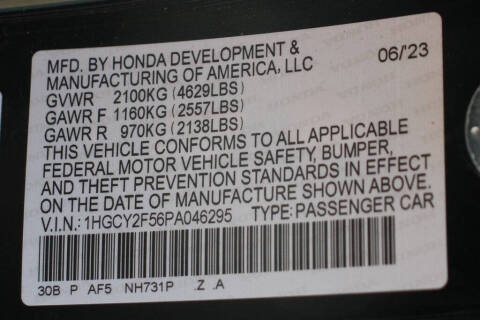 MFD. BY HONDA DEVELOPMENT & 06/'23
MANUFACTURING OF AMERICA, LLC
GVWR 2100KG (4629LBS)
GAWR F 1160KG (2557LBS)
GAWR R 970KG (2138LBS)
THIS VEHICLE CONFORMS TO ALL APPLICABLE
FEDERAL MOTOR VEHICLE SAFETY, BUMPER,
AND THEFT PREVENTION STANDARDS IN EFFECT
ON THE DATE OF MANUFACTURE SHOWN ABOVE.
V.I.N.: 1HGCY2F56PA046295 TYPE: PASSENGER CAR
30B P AF5 NH731P .Z .A